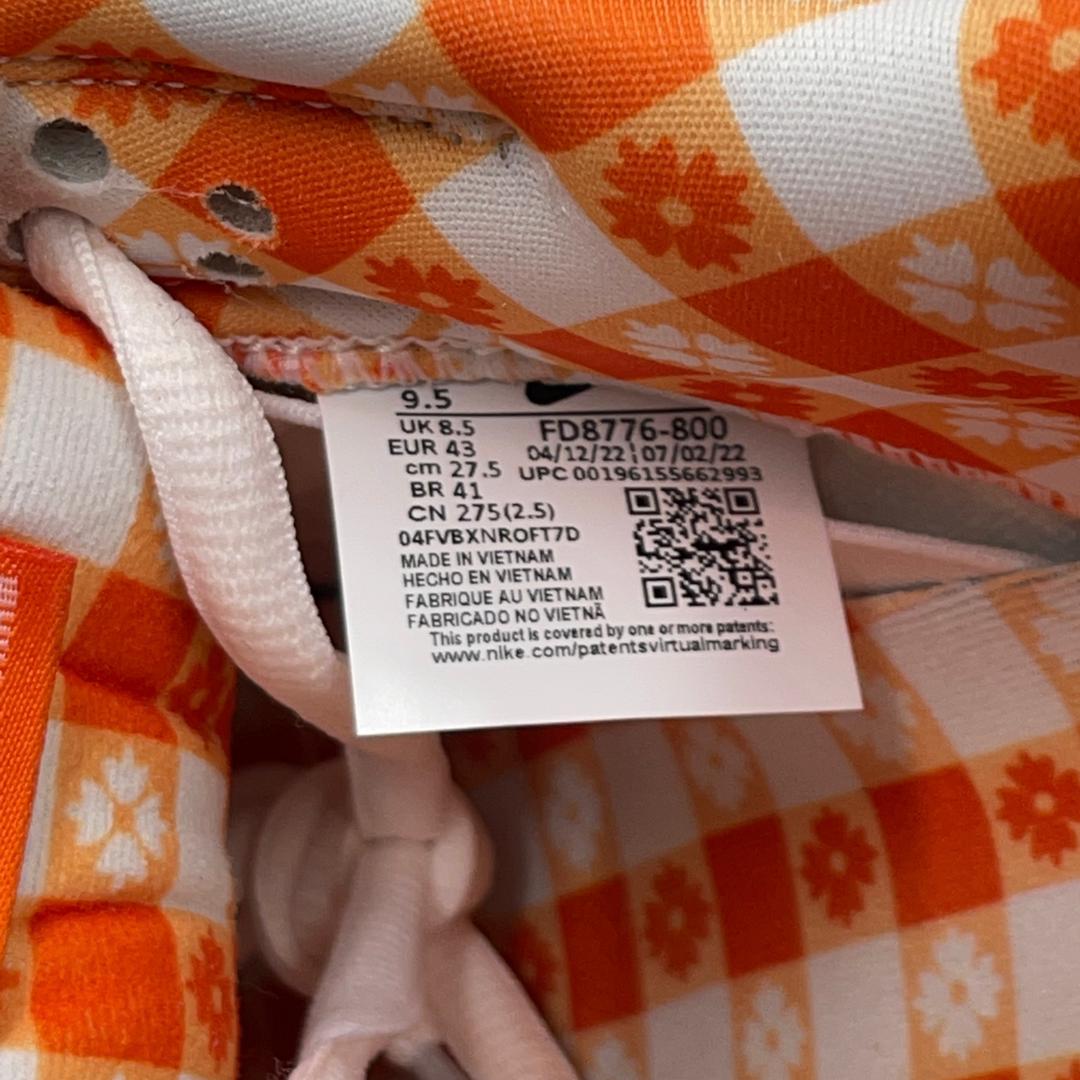 9.5
UK 8.5
EUR 43
cm 27.5
BR 41
CN 275(2.5)
04FVBXNROFT7D
MADE IN VIETNAM
HECHO EN VIETNAM
FABRIQUE AU VIETNAM
FABRICADO NO VIETNÃ
FD8776-800
04/12/22 07/02/22
UPC 00196155662993
This product is covered by one or more patents:
www.nike.com/patentsvirtualmarking